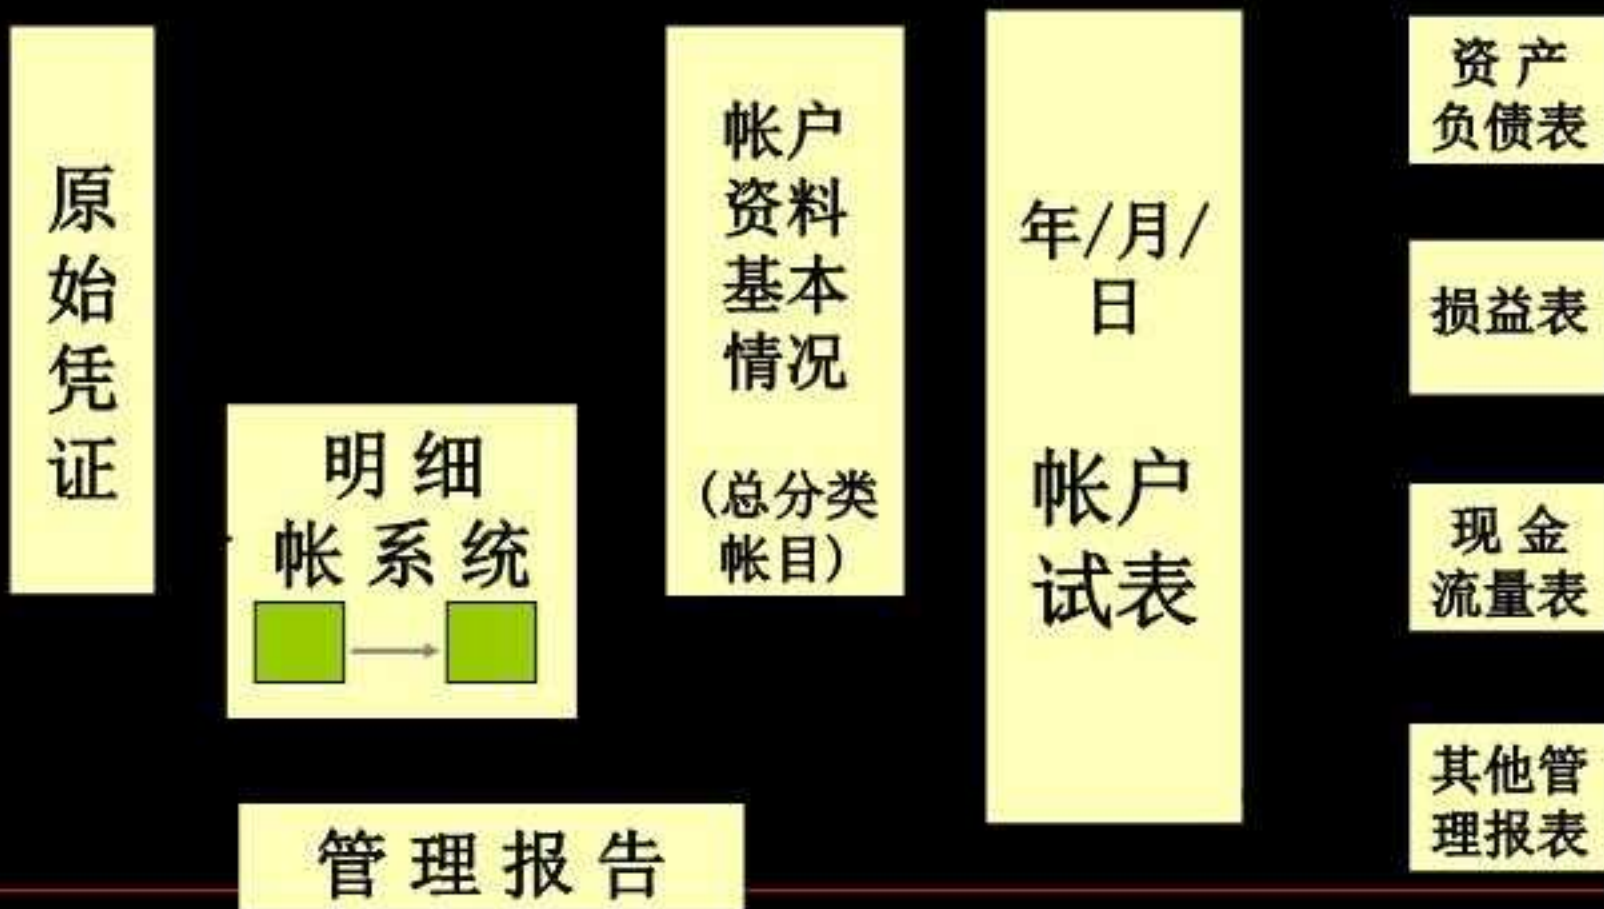 原
始
凭
证
明 细
帐 系 统
管 理 报 告
帐户
资料
基本
情况
(总分类
帐目)
年/月/
日
帐户
试表
资 产
负债表
损益表
现 金
流量表
其他管
理报表